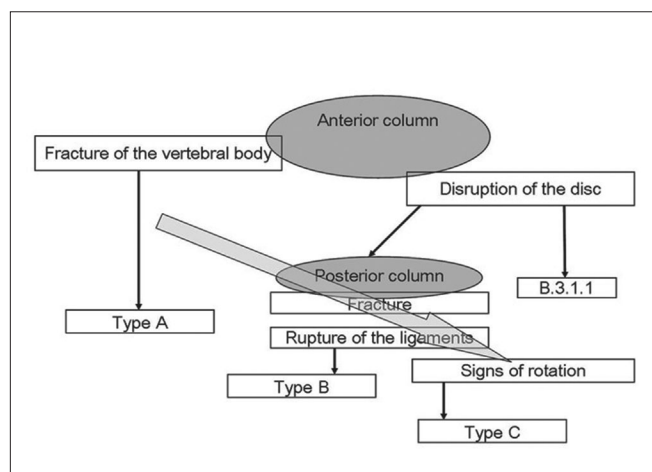 Anterior column
Fracture of the vertebral body
Disruption of the disc
Posterior column
B.3.1.1
Fracture
Type A
Rupture of the ligaments
Signs of rotation
Type B
Type C